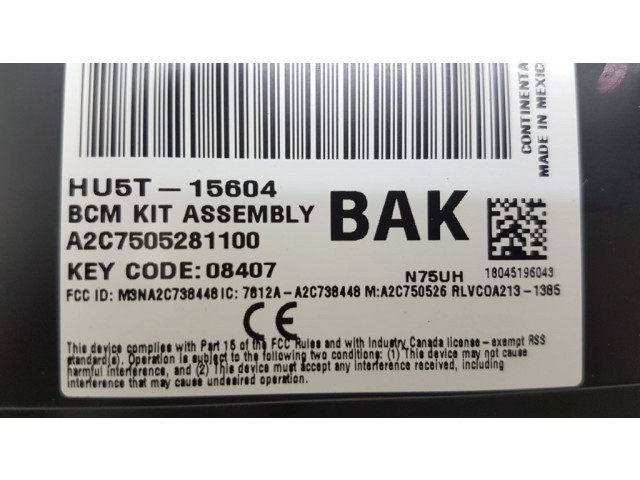 CONTINENTA
MADE IN MEXICO
HU5T-15604
BCM KIT ASSEMBLY
A2C7505281100
BAK
KEY CODE:08407
N75UH
18045196043
FCC ID: M3NA2C738448 IC: 7812A-A2C738448 M:A2C750526 RLVCOA213-1385
CE
This device complies with Part 15 of the FCC Rules and with Industry Canada license-exempt RSS
standard(s). Operation is subject to the following two conditions: (1) This device may not cause
harmful interference, and (2) This device must accept any interference received, including
interference that may cause undesired operation.